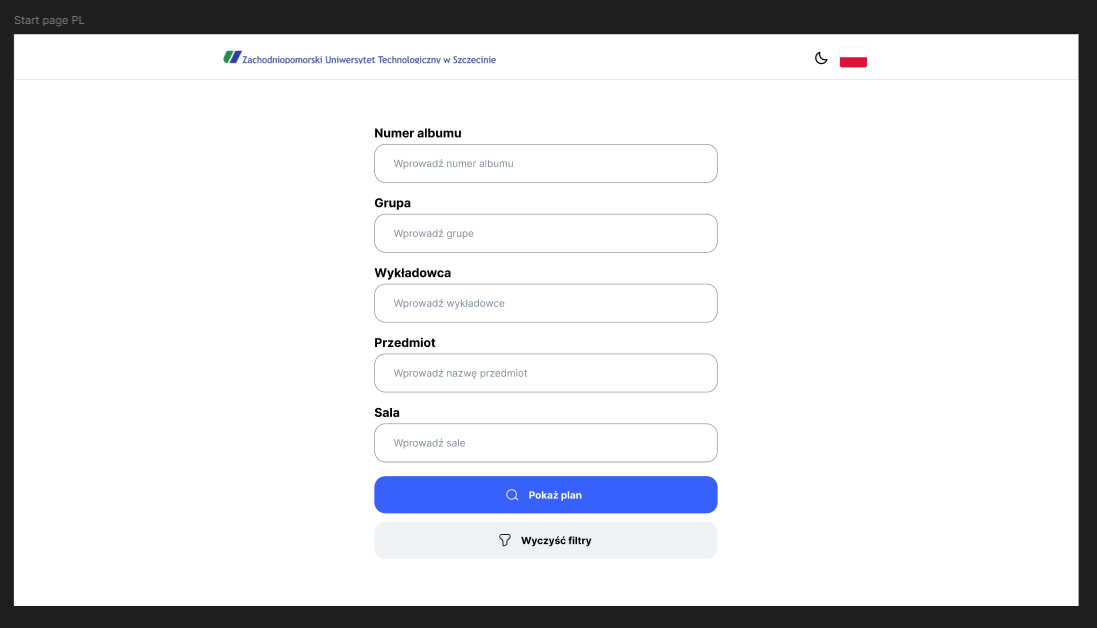 Start page PL
Zachodniopomorski Uniwersytet Technologiczny w Szczecinie
Numer albumu
Wprowadź numer albumu
Grupa
Wprowadź grupe
Wykładowca
Wprowadź wykładowce
Przedmiot
Wprowadź nazwę przedmiot
Sala
Wprowadź sale
Pokaż plan
Wyczyść filtry